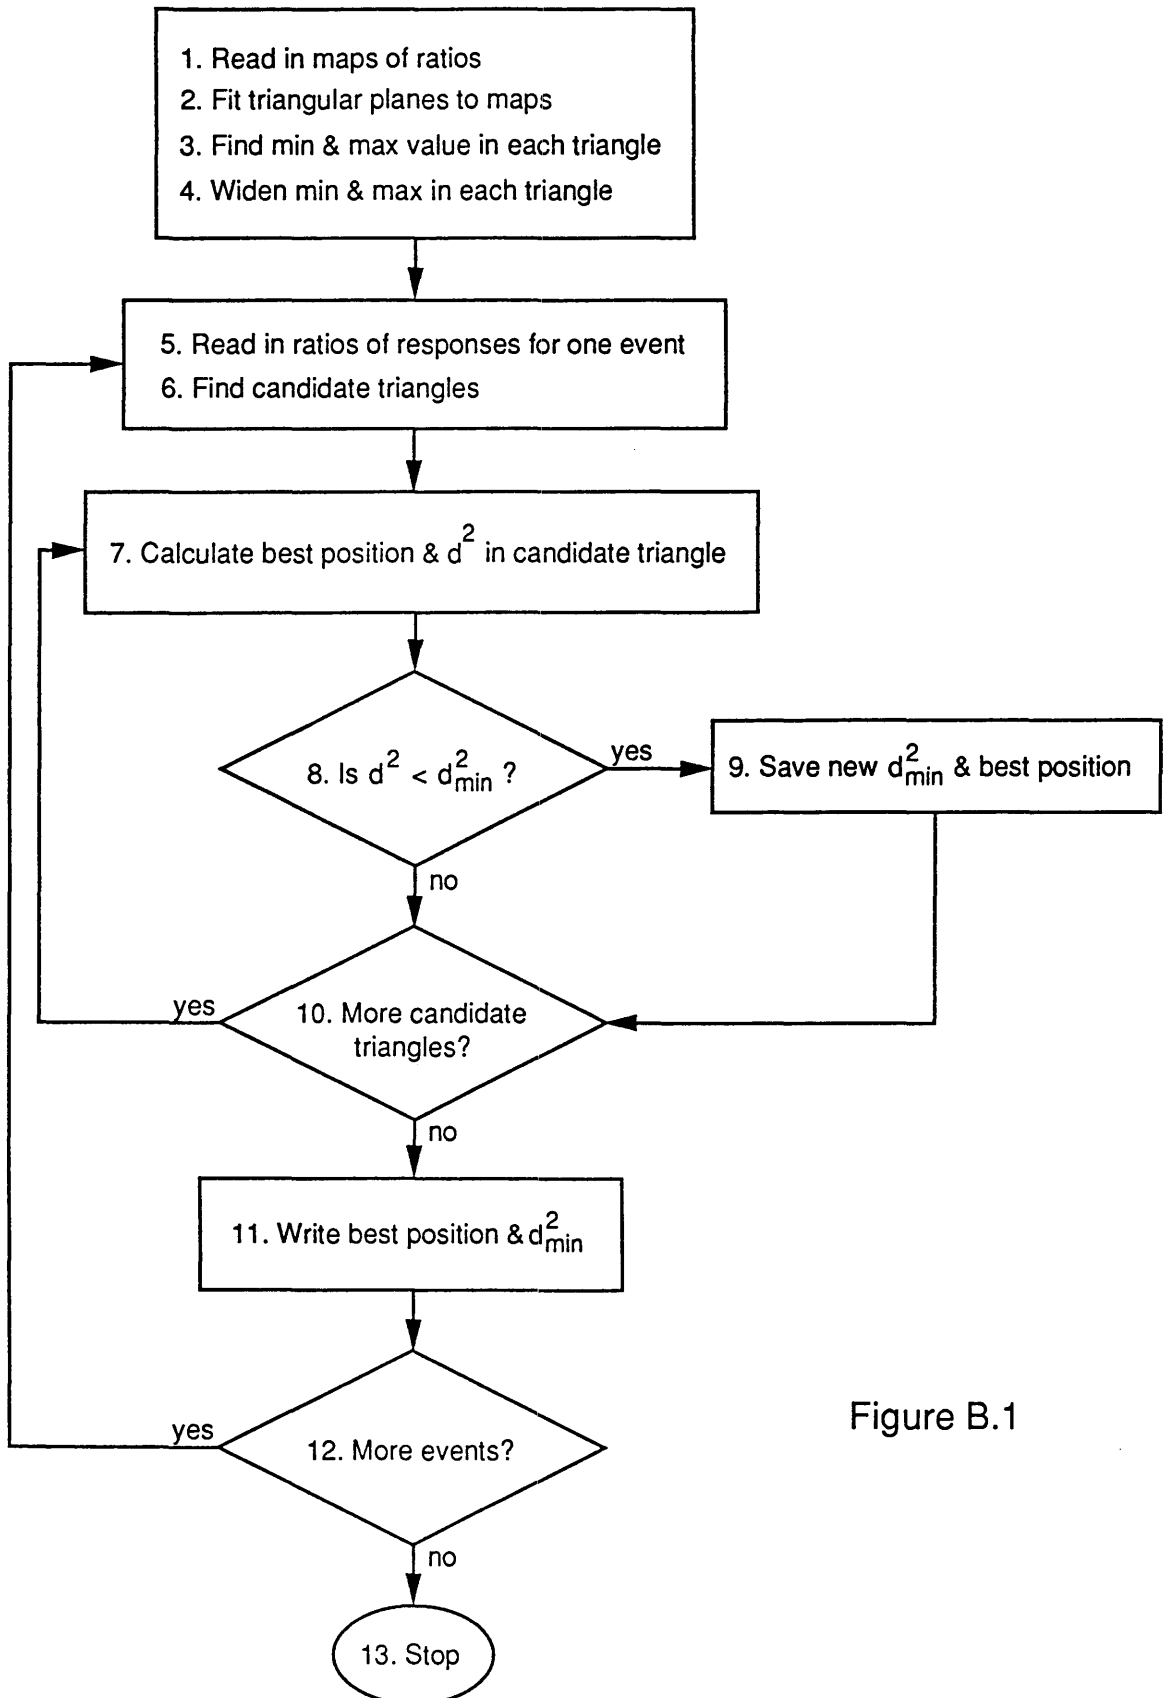 1. Read in maps of ratios
2. Fit triangular planes to maps
3. Find min & max value in each triangle
4. Widen min & max in each triangle
5. Read in ratios of responses for one event
6. Find candidate triangles
7. Calculate best position & d² in candidate triangle
8. Is d² < d²min ?
yes
9. Save new d²min & best position
no
10. More candidate
triangles?
yes
no
11. Write best position & d²min
12. More events?
yes
no
13. Stop
Figure B.1